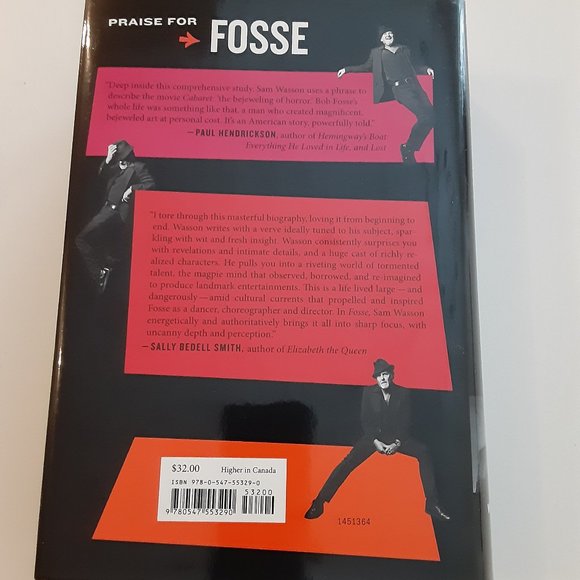 PRAISE FOR
FOSSE
"Deep inside this comprehensive study, Sam Wasson uses a phrase to
describe the movie Cabaret: 'the bejeweling of horror.' Bob Fosse's
whole life was something like that, a man who created magnificent,
bejeweled art at personal cost. It's an American story, powerfully told."
—PAUL HENDRICKSON, author of Hemingway's Boat:
Everything He Loved in Life, and Lost
"I tore through this masterful biography, loving it from beginning to
end. Wasson writes with a verve ideally tuned to his subject, spar-
kling with wit and fresh insight. Wasson consistently surprises you
with revelations and intimate details, and a huge cast of richly re-
alized characters. He pulls you into a riveting world of tormented
talent, the magpie mind that observed, borrowed, and re-imagined
to produce landmark entertainments. This is a life lived large—and
dangerously—amid cultural currents that propelled and inspired
Fosse as a dancer, choreographer and director. In Fosse, Sam Wasson
energetically and authoritatively brings it all into sharp focus, with
uncanny depth and perception."
—SALLY BEDELL SMITH, author of Elizabeth the Queen
$32.00 Higher in Canada
ISBN 978-0-547-55329-0
53200
9 780547 553290
1451364